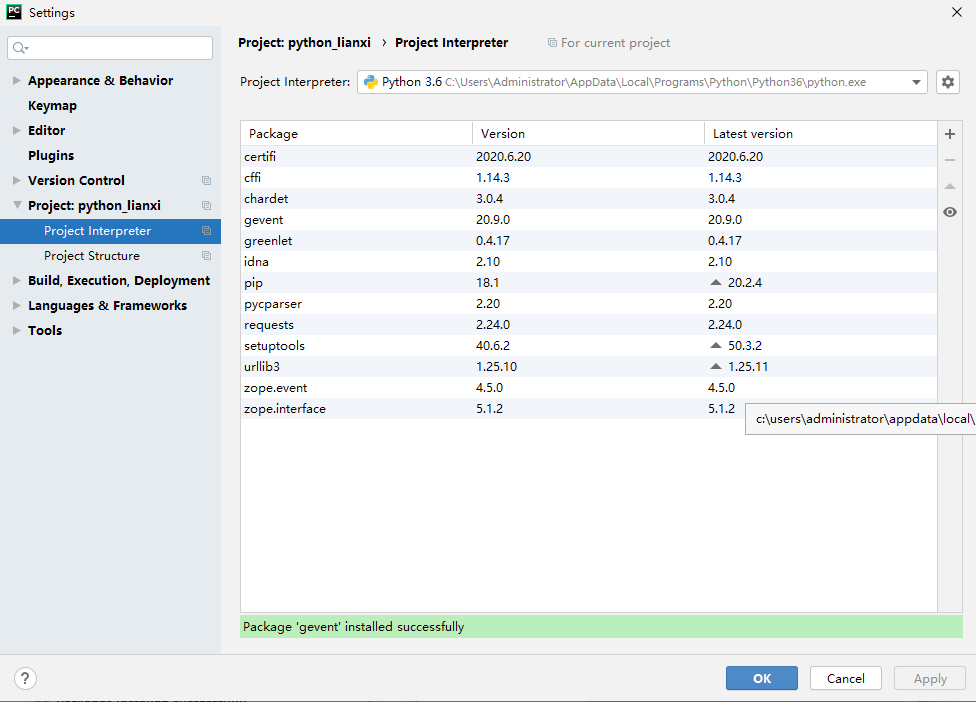 PC Settings
Project: python_lianxi › Project Interpreter For current project
Project Interpreter: Python 3.6 C:\Users\Administrator\AppData\Local\Programs\Python\Python36\python.exe
Appearance & Behavior
Keymap
Editor
Plugins
Version Control
Project: python_lianxi
Project Interpreter
Project Structure
Build, Execution, Deployment
Languages & Frameworks
Tools
Package Version Latest version
certifi 2020.6.20 2020.6.20
cffi 1.14.3 1.14.3
chardet 3.0.4 3.0.4
gevent 20.9.0 20.9.0
greenlet 0.4.17 0.4.17
idna 2.10 2.10
pip 18.1 20.2.4
pycparser 2.20 2.20
requests 2.24.0 2.24.0
setuptools 40.6.2 50.3.2
urllib3 1.25.10 1.25.11
zope.event 4.5.0 4.5.0
zope.interface 5.1.2 5.1.2
c:\users\administrator\appdata\local\
Package 'gevent' installed successfully
? OK Cancel Apply